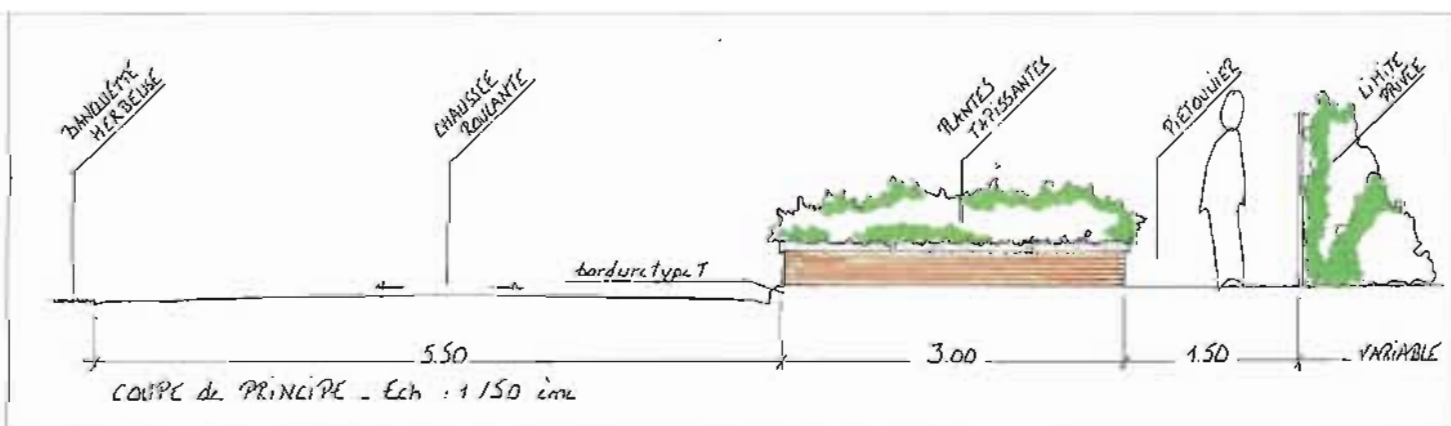 BANQUETTE
HERBEUSE
CHAUSSEE
ROULANTE
PLANTES
TAPISSANTES
PIETONNIER
LIMITE
PRIVEE
bordure type T
5.50
3.00
1.50
VARIABLE
COUPE de PRINCIPE - Ech : 1/50 ème